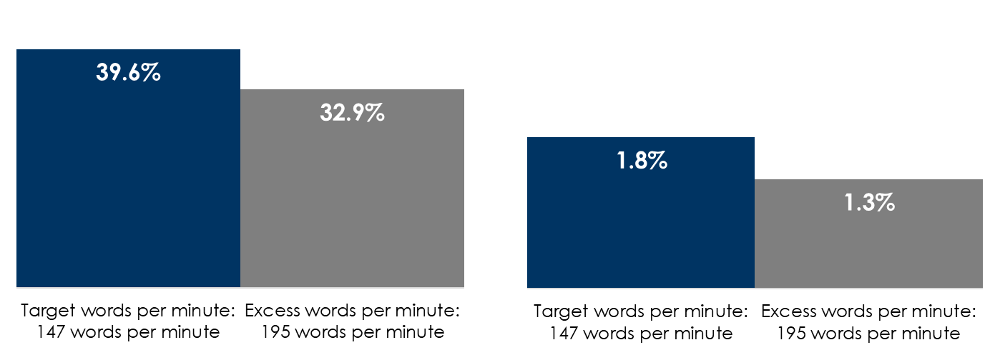 39.6%
32.9%
Target words per minute:
147 words per minute
Excess words per minute:
195 words per minute
1.8%
1.3%
Target words per minute:
147 words per minute
Excess words per minute:
195 words per minute